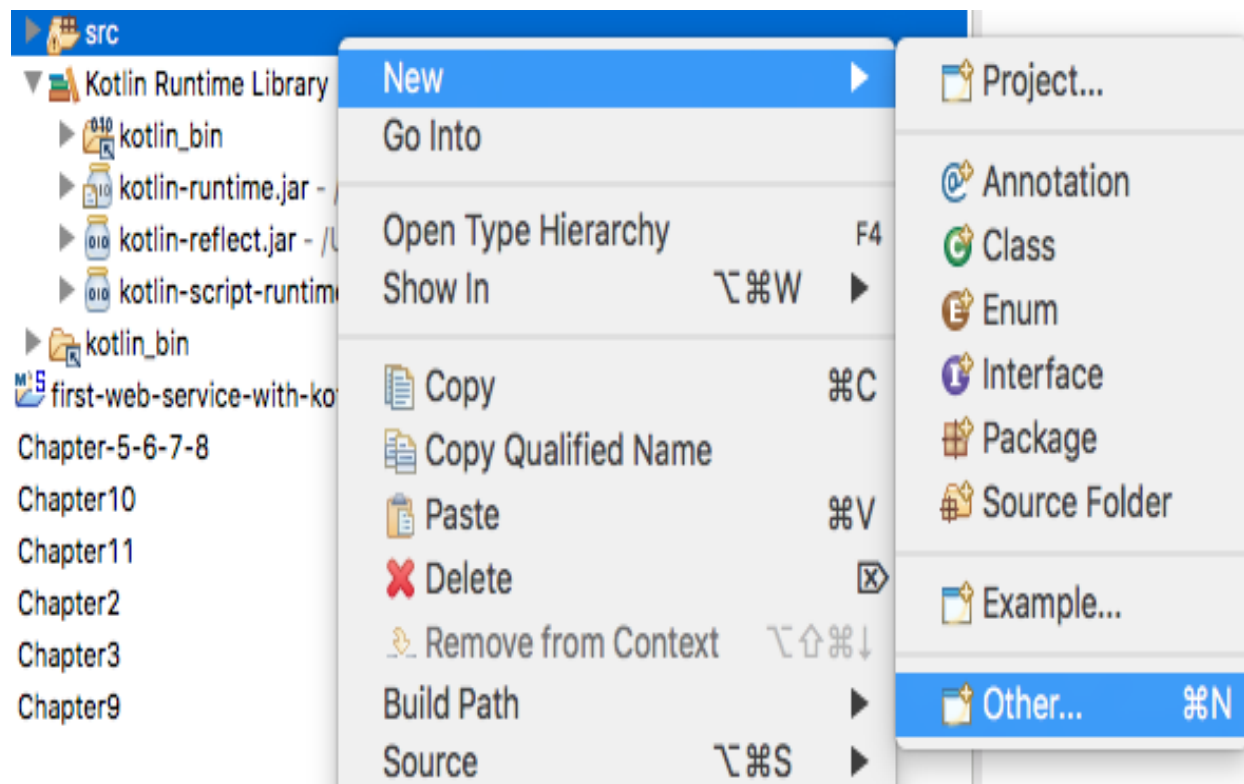 src
Kotlin Runtime Library
kotlin_bin
kotlin-runtime.jar - /
kotlin-reflect.jar - /U
kotlin-script-runtim
kotlin_bin
first-web-service-with-ko
Chapter-5-6-7-8
Chapter10
Chapter11
Chapter2
Chapter3
Chapter9
New
Go Into
Open Type Hierarchy F4
Show In ⌥⌘W
Copy ⌘C
Copy Qualified Name
Paste ⌘V
Delete ⌦
Remove from Context ⌥⇧⌘↓
Build Path
Source ⌥⌘S
Project...
Annotation
Class
Enum
Interface
Package
Source Folder
Example...
Other... ⌘N